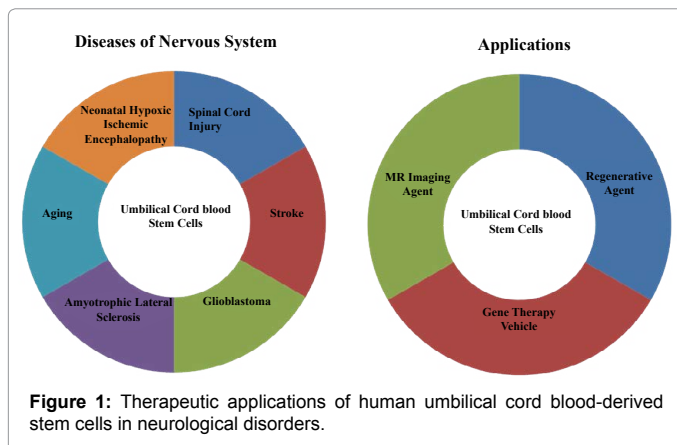 Diseases of Nervous System
Neonatal Hypoxic
Ischemic
Encephalopathy
Spinal Cord
Injury
Aging
Umbilical Cord blood
Stem Cells
Stroke
Amyotrophic Lateral
Sclerosis
Glioblastoma
Applications
MR Imaging
Agent
Umbilical Cord blood
Stem Cells
Regenerative
Agent
Gene Therapy
Vehicle
Figure 1: Therapeutic applications of human umbilical cord blood-derived
stem cells in neurological disorders.